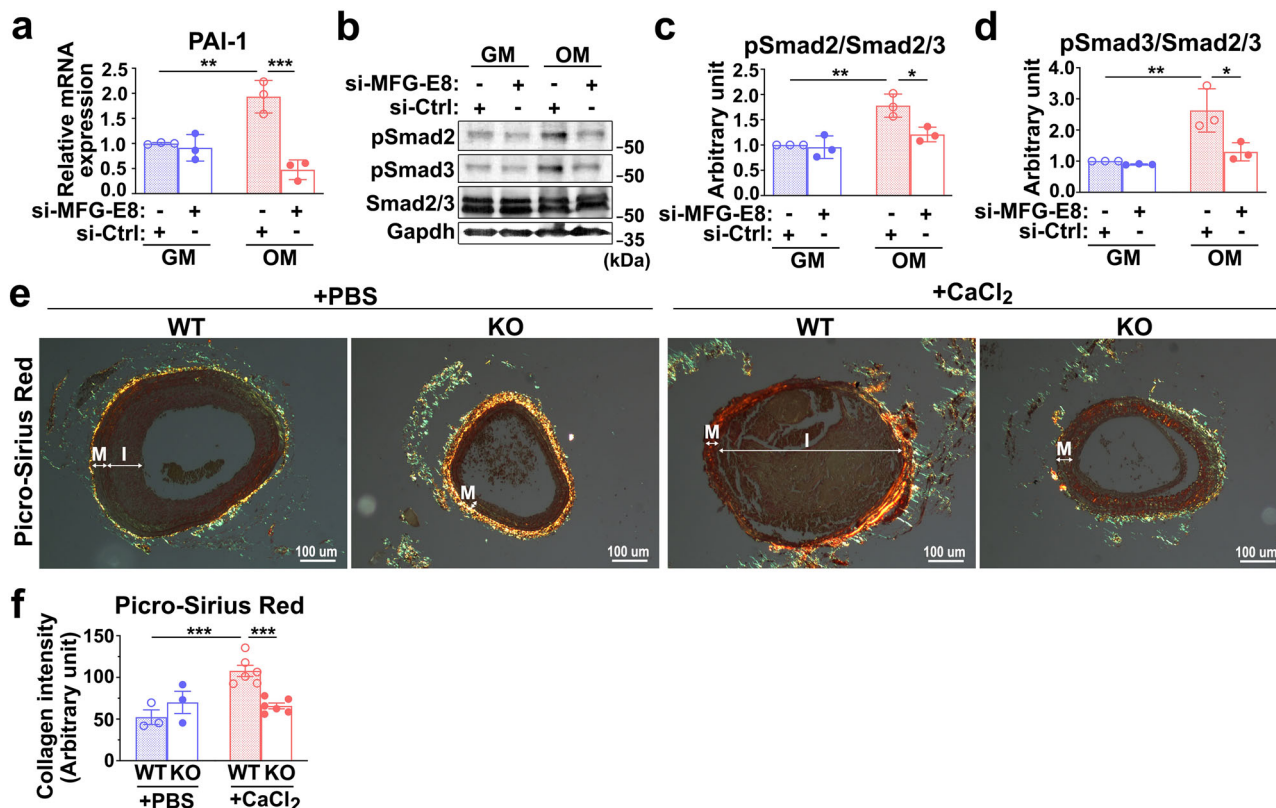 a
PAI-1
Relative mRNA
expression
2.5
2.0
1.5
1.0
0.5
0.0
** ***
si-MFG-E8: - + - +
si-Ctrl: + - + -
GM OM
b
GM OM
si-MFG-E8: - + - +
si-Ctrl: + - + -
pSmad2
-50
pSmad3
-50
Smad2/3
-50
Gapdh
-35
(kDa)
c
pSmad2/Smad2/3
Arbitrary unit
2.5
2.0
1.5
1.0
0.5
0.0
** *
si-MFG-E8: - + - +
si-Ctrl: + - + -
GM OM
d
pSmad3/Smad2/3
Arbitrary unit
4.0
3.0
2.0
1.0
0.0
** *
si-MFG-E8: - + - +
si-Ctrl: + - + -
GM OM
e
+PBS +CaCl₂
WT KO WT KO
Picro-Sirius Red
M I
100 um
M
100 um
M I
100 um
M
100 um
f
Picro-Sirius Red
Collagen intensity
(Arbitrary unit)
150
100
50
0
*** ***
WT KO WT KO
+PBS +CaCl₂